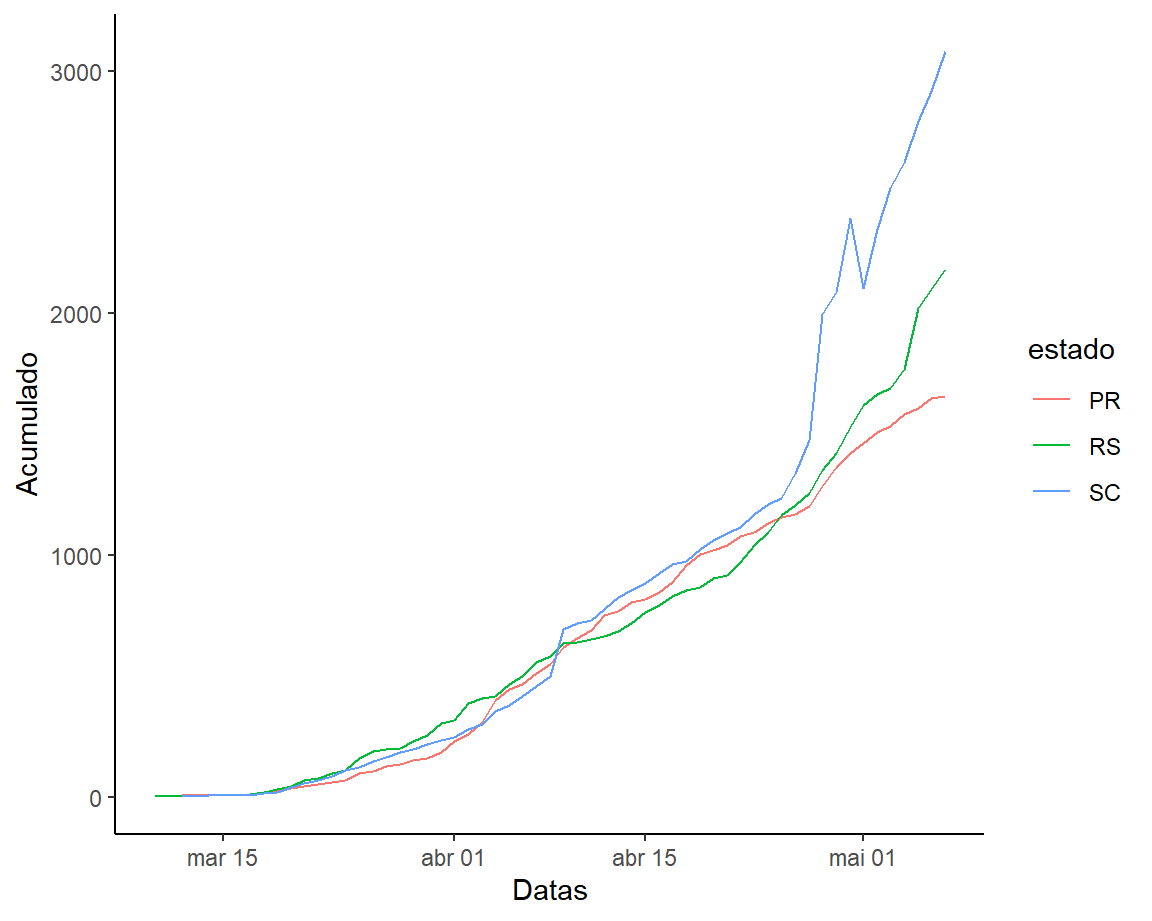 3000
2000
1000
0
Acumulado
mar 15
abr 01
abr 15
mai 01
Datas
estado
PR
RS
SC